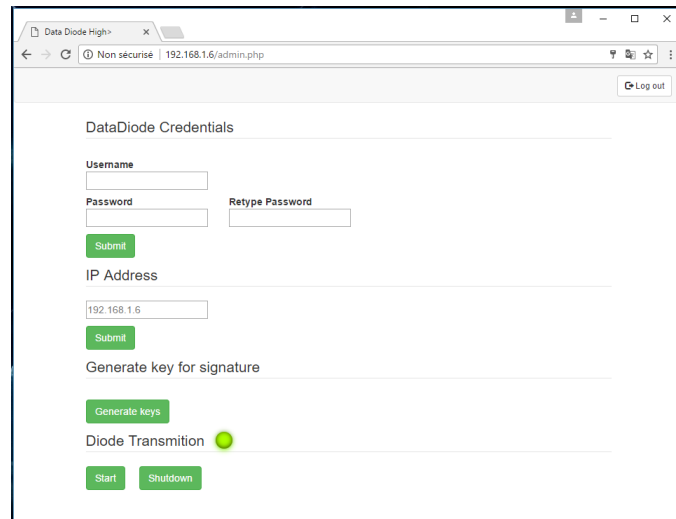 Data Diode High>
Non sécurisé | 192.168.1.6/admin.php
Log out
DataDiode Credentials
Username
Password Retype Password
Submit
IP Address
192.168.1.6
Submit
Generate key for signature
Generate keys
Diode Transmition
Start Shutdown